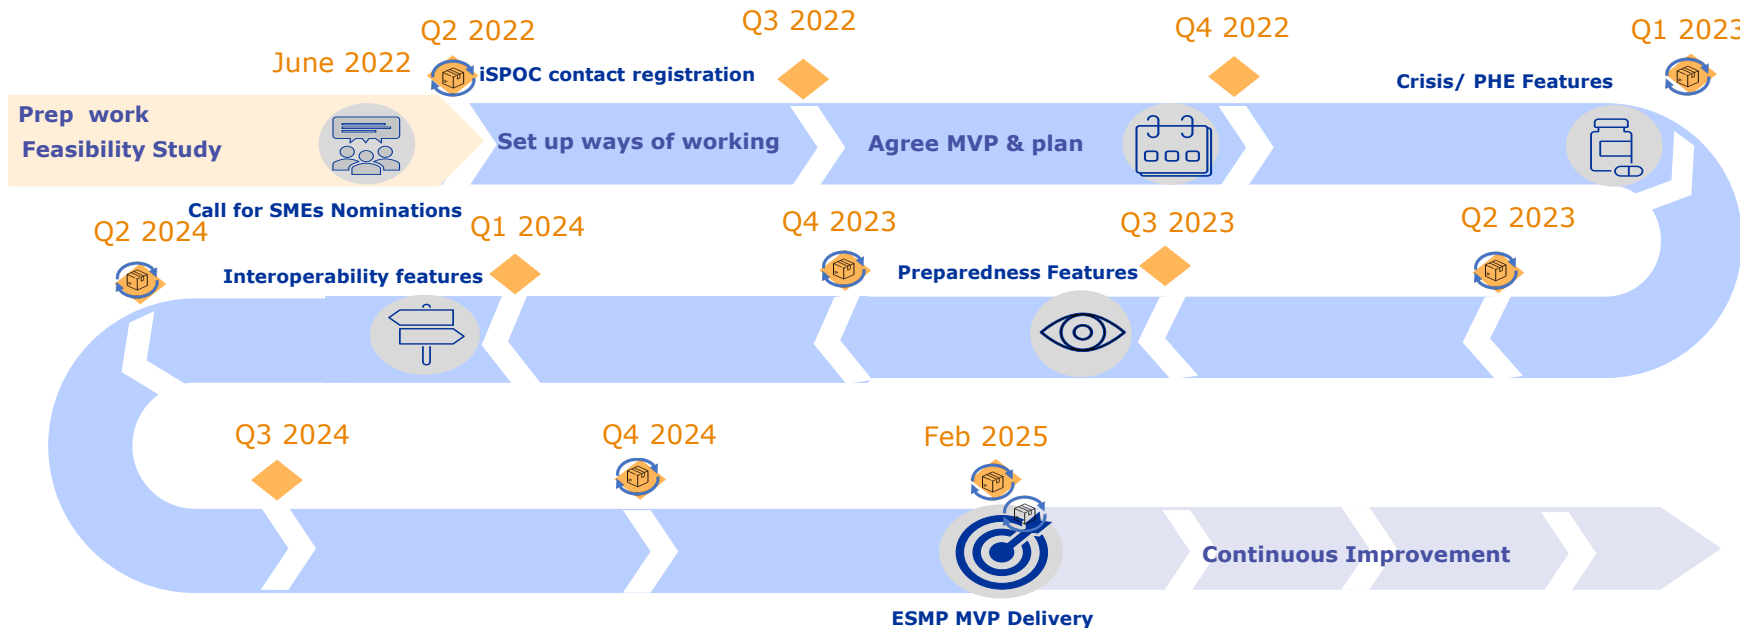 Q2 2022
Q3 2022
Q4 2022
Q1 2023
June 2022
iSPOC contact registration
Crisis/ PHE Features
Prep work
Feasibility Study
Set up ways of working
Agree MVP & plan
Call for SMEs Nominations
Q2 2024
Q1 2024
Q4 2023
Q3 2023
Q2 2023
Interoperability features
Preparedness Features
Q3 2024
Q4 2024
Feb 2025
Continuous Improvement
ESMP MVP Delivery